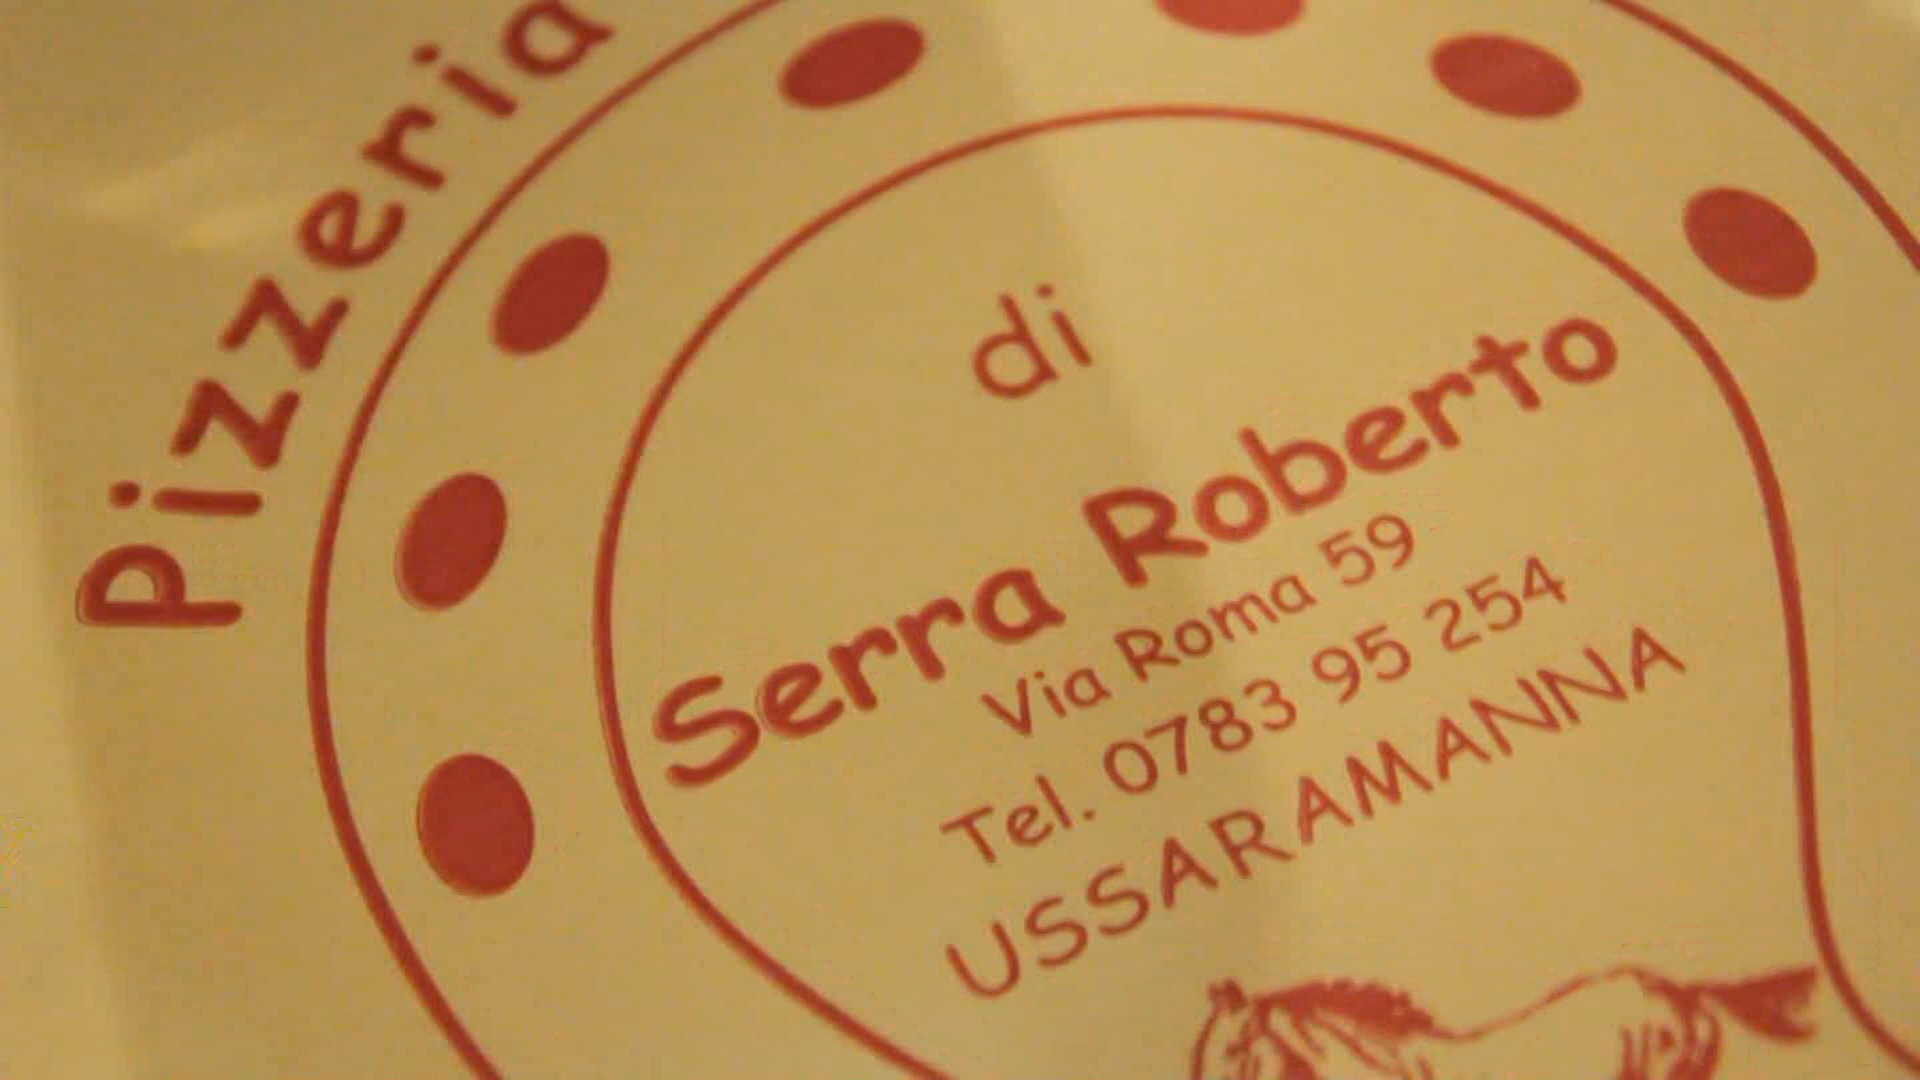 Pizzeria
di
Serra Roberto
Via Roma 59
Tel. 0783 95 254
USSARAMANNA